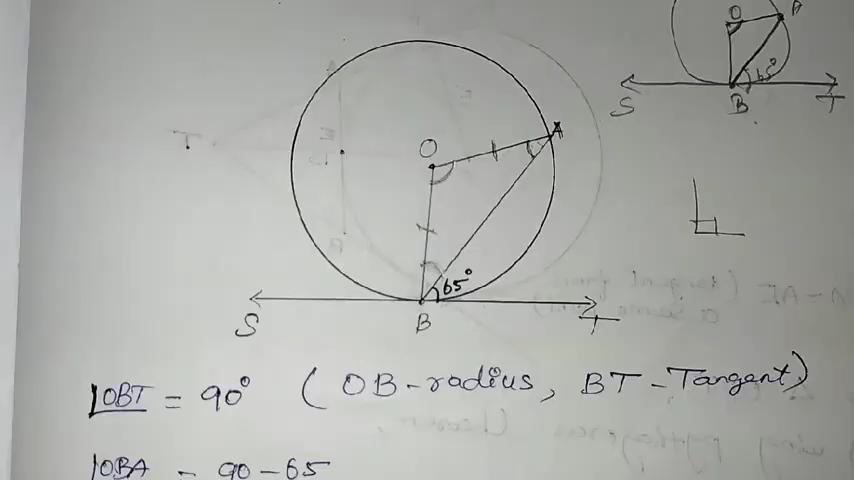 O A
65°
S B T
O A
65°
S B T
∠OBT = 90° ( OB-radius, BT-Tangent)
∠OBA = 90-65